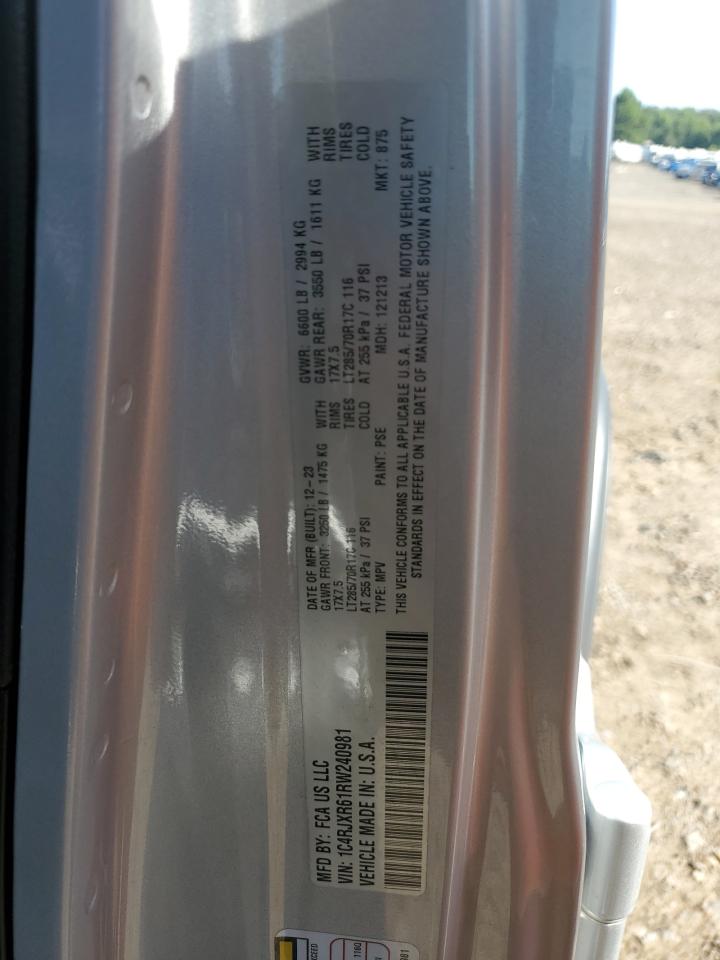 MFD BY: FCA US LLC
VIN: 1C4RJXR61RW240981
VEHICLE MADE IN: U.S.A.
DATE OF MFR (BUILT): 12-23
GAWR FRONT: 3250 LB / 1475 KG WITH
17X7.5 RIMS
LT285/70R17C 116 TIRES
AT 255 kPa / 37 PSI COLD
TYPE: MPV PAINT: PSE MDH: 121213 MKT: 875
GVWR: 6600 LB / 2994 KG
GAWR REAR: 3550 LB / 1611 KG WITH
17X7.5 RIMS
LT285/70R17C 116 TIRES
AT 255 kPa / 37 PSI COLD
THIS VEHICLE CONFORMS TO ALL APPLICABLE U.S.A. FEDERAL MOTOR VEHICLE SAFETY
STANDARDS IN EFFECT ON THE DATE OF MANUFACTURE SHOWN ABOVE.